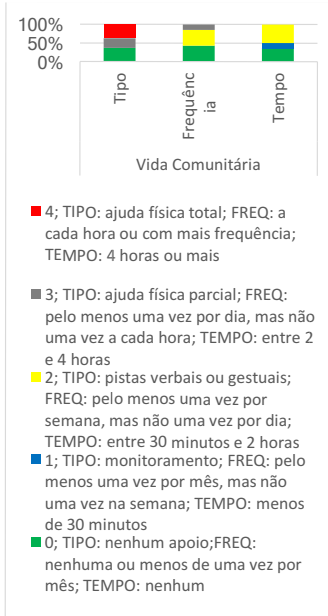 100%
50%
0%
Tipo
Frequênc
ia
Tempo
Vida Comunitária
4; TIPO: ajuda física total; FREQ: a
cada hora ou com mais frequência;
TEMPO: 4 horas ou mais
3; TIPO: ajuda física parcial; FREQ:
pelo menos uma vez por dia, mas não
uma vez a cada hora; TEMPO: entre 2
e 4 horas
2; TIPO: pistas verbais ou gestuais;
FREQ: pelo menos uma vez por
semana, mas não uma vez por dia;
TEMPO: entre 30 minutos e 2 horas
1; TIPO: monitoramento; FREQ: pelo
menos uma vez por mês, mas não
uma vez na semana; TEMPO: menos
de 30 minutos
0; TIPO: nenhum apoio;FREQ:
nenhuma ou menos de uma vez por
mês; TEMPO: nenhum